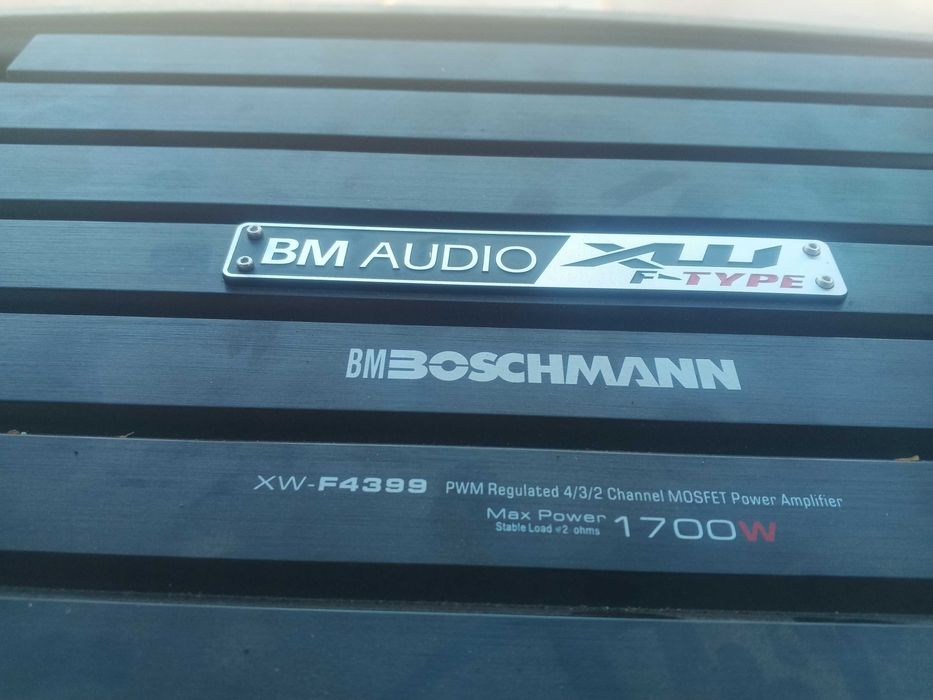 BM AUDIO XW
F-TYPE
BM BOSCHMANN
XW-F4399 PWM Regulated 4/3/2 Channel MOSFET Power Amplifier
Max Power 1700W
Stable Load 2 ohms